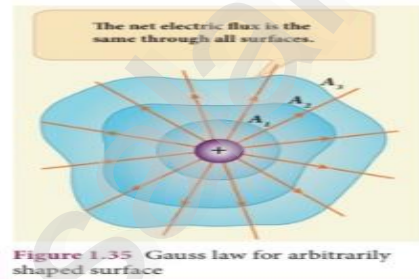 The net electric flux is the
same through all surfaces.
A₃
A₂
A₁
+
Figure 1.35 Gauss law for arbitrarily
shaped surface